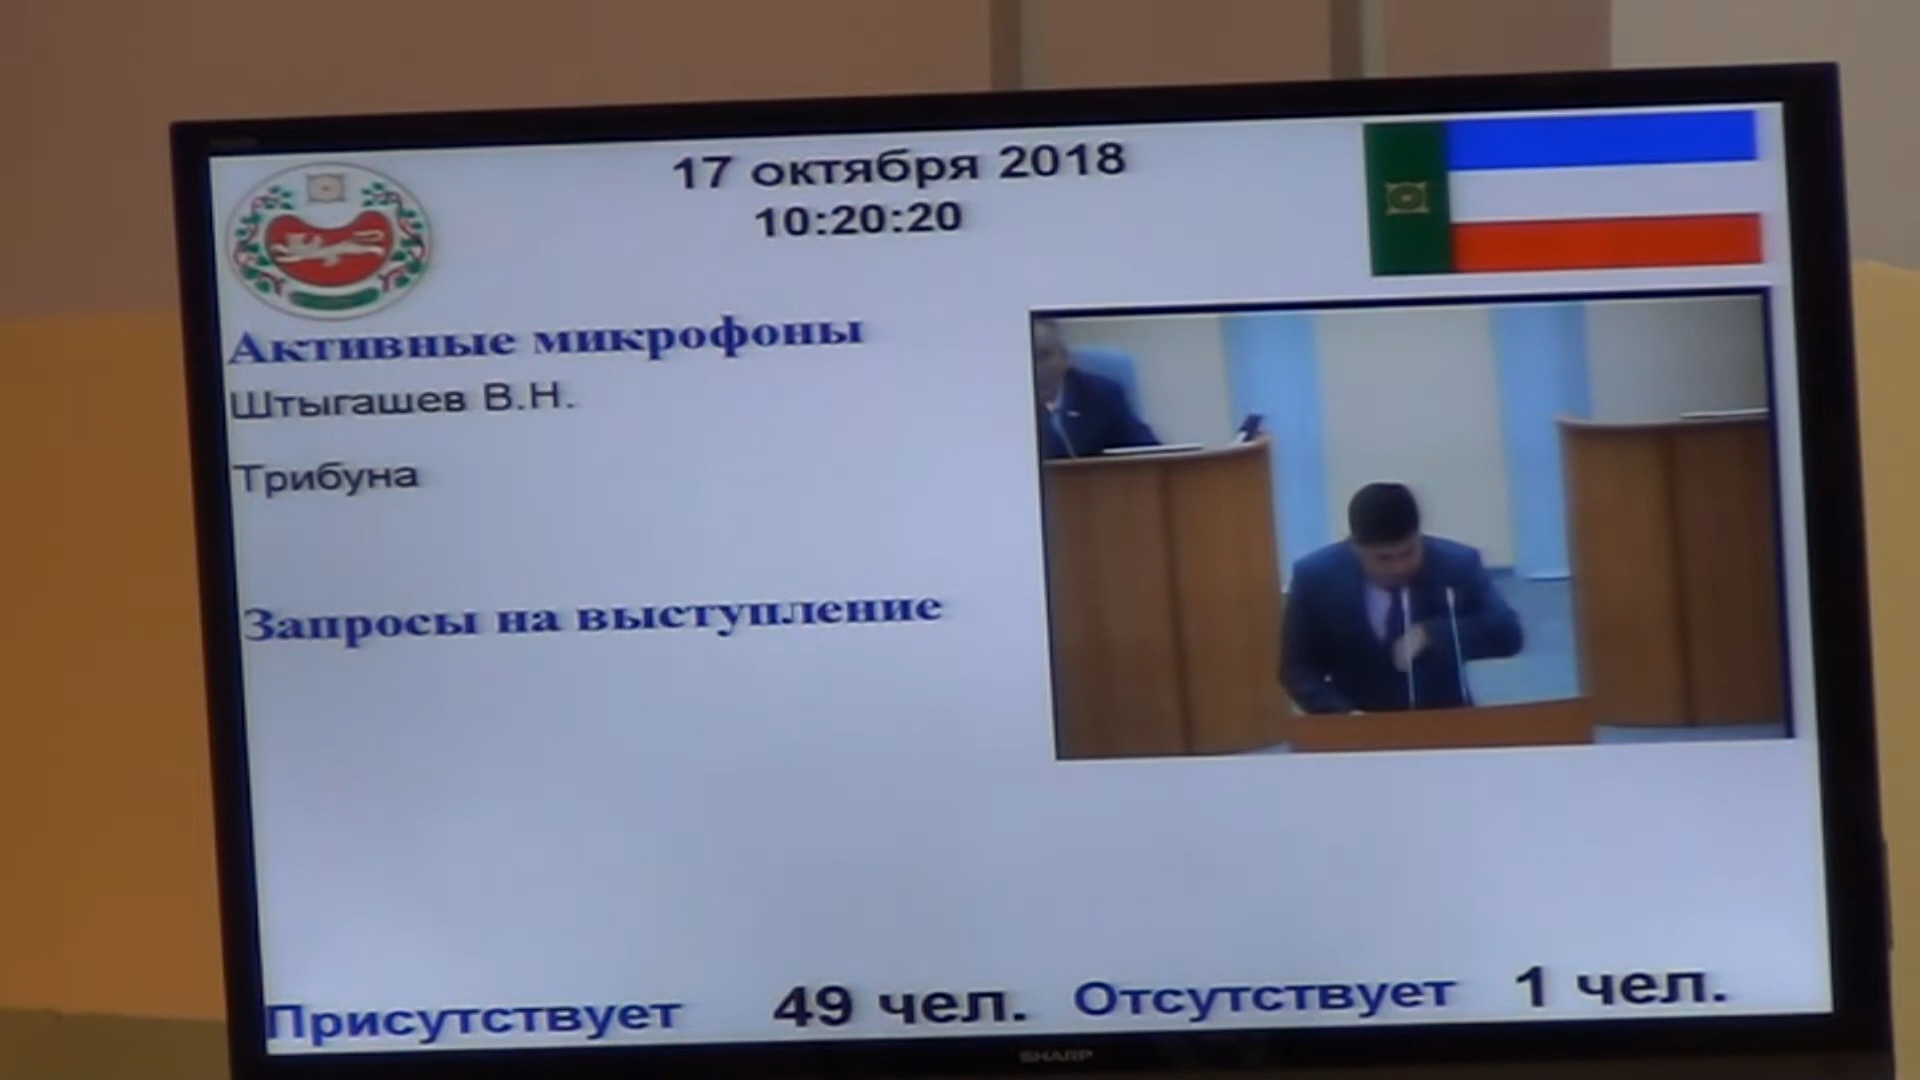 17 октября 2018
10:20:20
Активные микрофоны
Штыгашев В.Н.
Трибуна
Запросы на выступление
Присутствует 49 чел. Отсутствует 1 чел.
SHARP